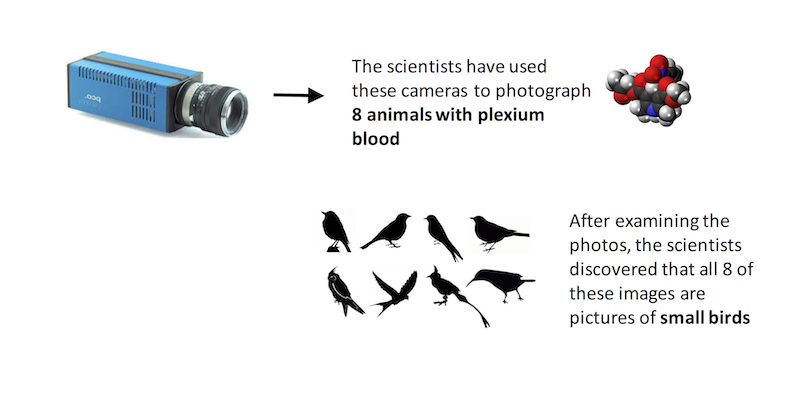 The scientists have used
these cameras to photograph
8 animals with plexium
blood
pco.
After examining the
photos, the scientists
discovered that all 8 of
these images are
pictures of small birds